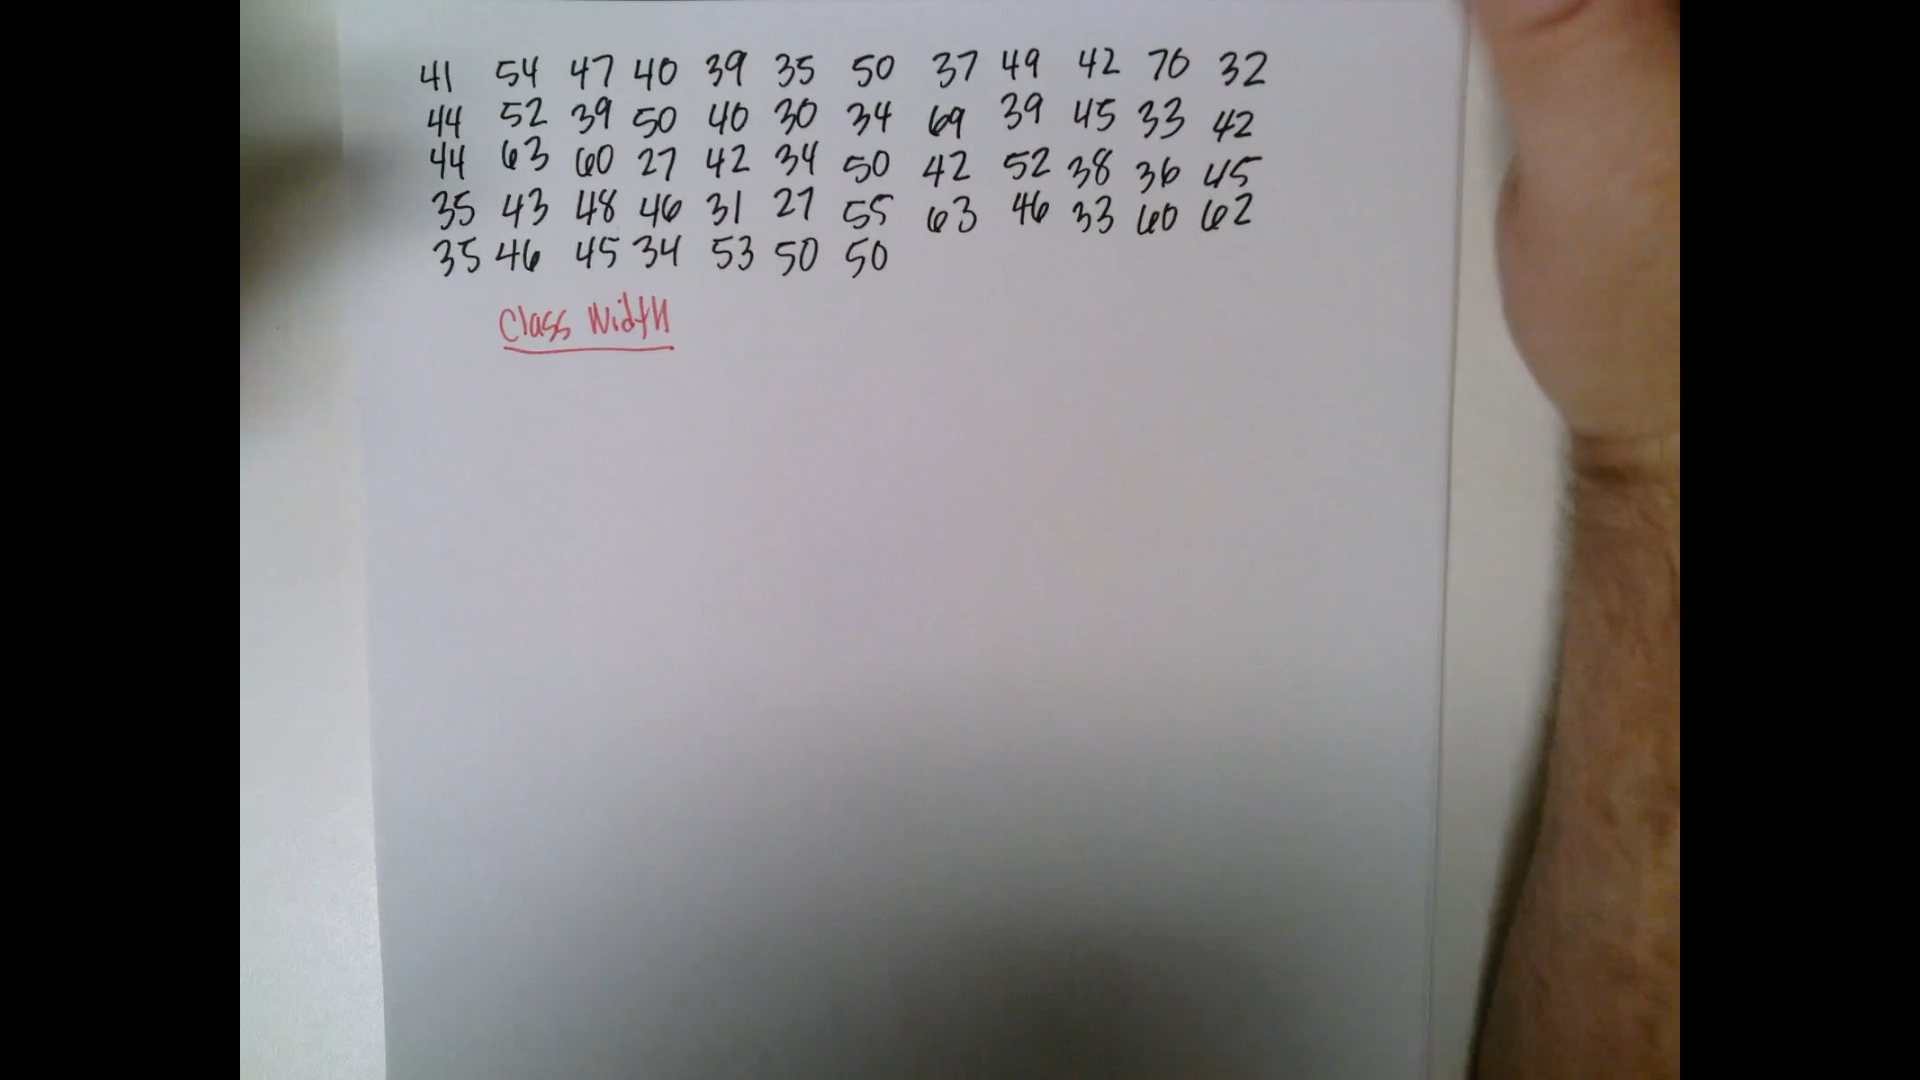 41 54 47 40 39 35 50 37 49 42 70 32
44 52 39 50 40 30 34 69 39 45 33 42
44 63 60 27 42 34 50 42 52 38 36 45
35 43 48 46 31 27 55 63 46 33 60 62
35 46 45 34 53 50 50
Class Width